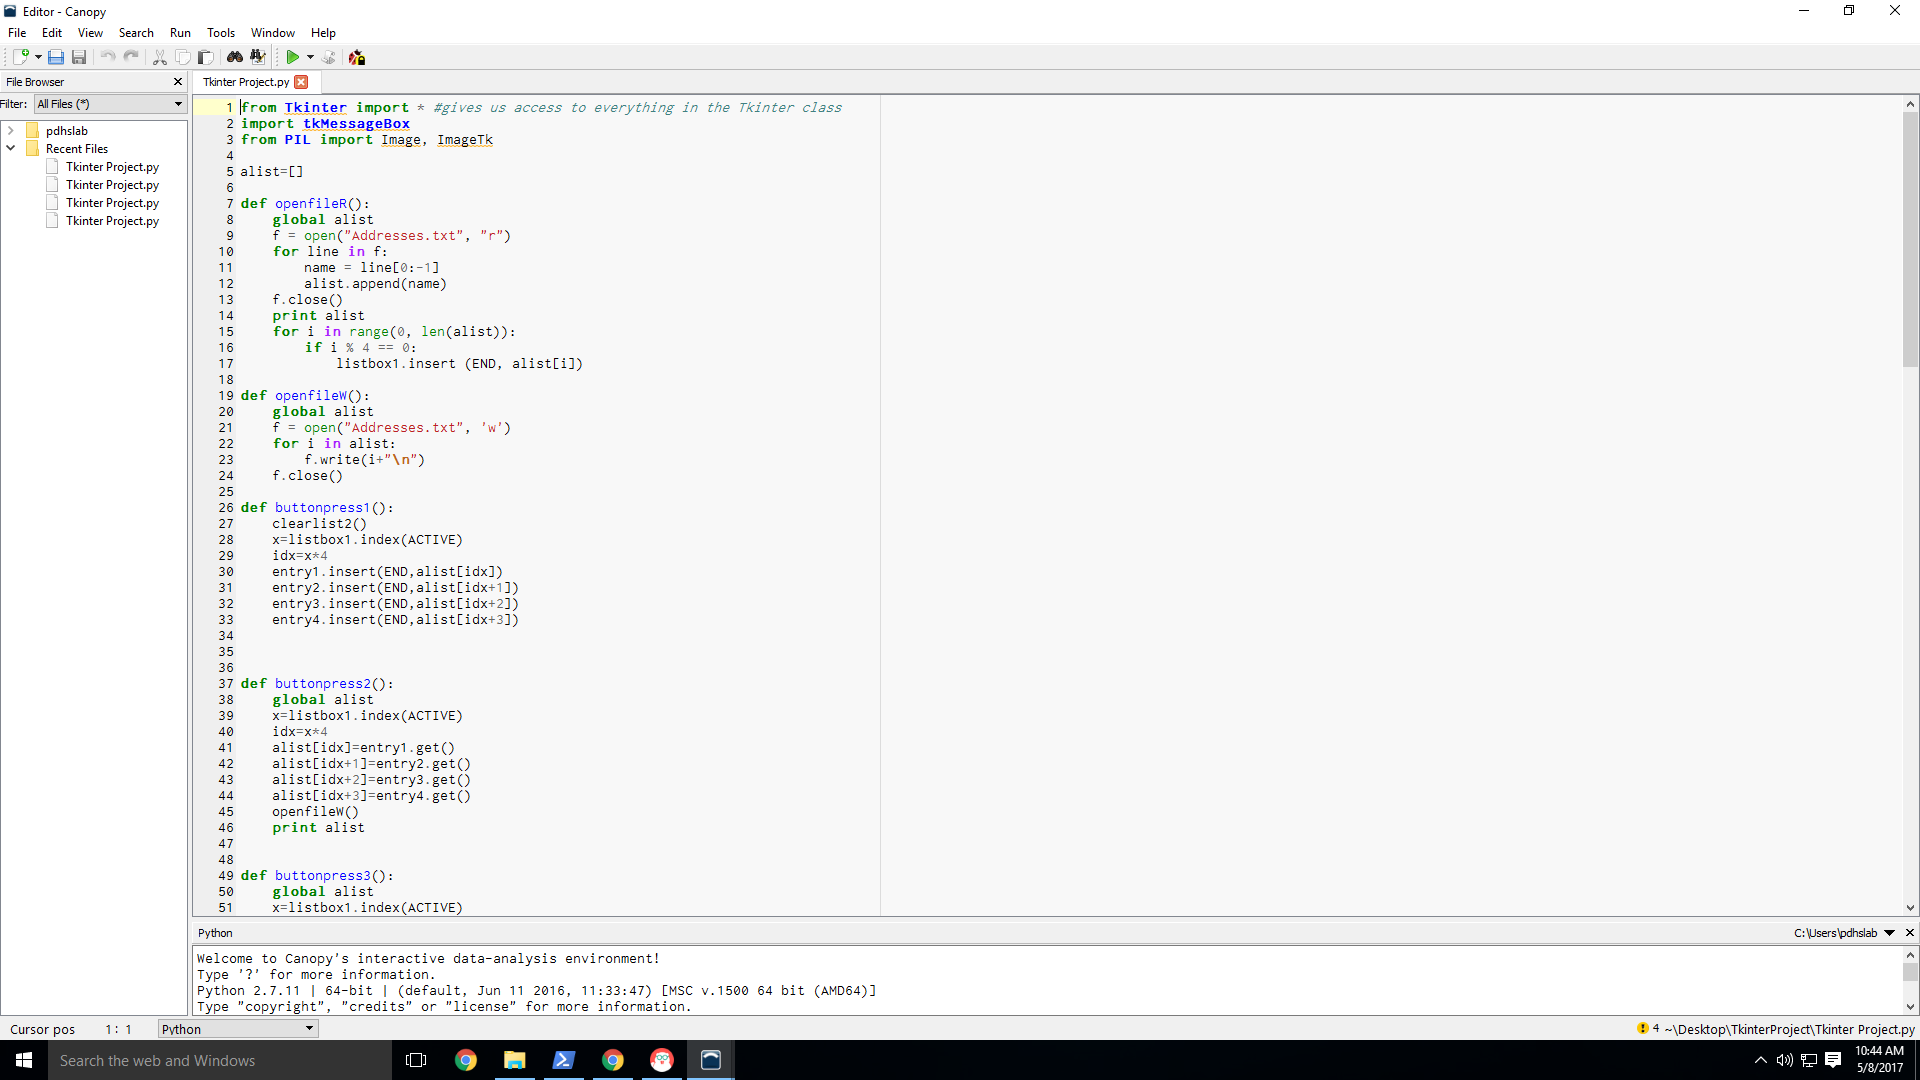 Editor - Canopy
File Edit View Search Run Tools Window Help
File Browser
Tkinter Project.py
Filter: All Files (*)
pdhslab
Recent Files
Tkinter Project.py
Tkinter Project.py
Tkinter Project.py
Tkinter Project.py
1 from Tkinter import * #gives us access to everything in the Tkinter class
2 import tkMessageBox
3 from PIL import Image, ImageTk
4
5 alist=[]
6
7 def openfileR():
8     global alist
9     f = open("Addresses.txt", "r")
10     for line in f:
11         name = line[0:-1]
12         alist.append(name)
13     f.close()
14     print alist
15     for i in range(0, len(alist)):
16         if i % 4 == 0:
17             listbox1.insert (END, alist[i])
18
19 def openfileW():
20     global alist
21     f = open("Addresses.txt", 'w')
22     for i in alist:
23         f.write(i+"\n")
24     f.close()
25
26 def buttonpress1():
27     clearlist2()
28     x=listbox1.index(ACTIVE)
29     idx=x*4
30     entry1.insert(END,alist[idx])
31     entry2.insert(END,alist[idx+1])
32     entry3.insert(END,alist[idx+2])
33     entry4.insert(END,alist[idx+3])
34
35
36
37 def buttonpress2():
38     global alist
39     x=listbox1.index(ACTIVE)
40     idx=x*4
41     alist[idx]=entry1.get()
42     alist[idx+1]=entry2.get()
43     alist[idx+2]=entry3.get()
44     alist[idx+3]=entry4.get()
45     openfileW()
46     print alist
47
48
49 def buttonpress3():
50     global alist
51     x=listbox1.index(ACTIVE)
Python
C:\Users\pdhslab
Welcome to Canopy's interactive data-analysis environment!
Type '?' for more information.
Python 2.7.11 | 64-bit | (default, Jun 11 2016, 11:33:47) [MSC v.1500 64 bit (AMD64)]
Type "copyright", "credits" or "license" for more information.
Cursor pos 1 : 1 Python
4 ~\Desktop\TkinterProject\Tkinter Project.py
Search the web and Windows
10:44 AM
5/8/2017